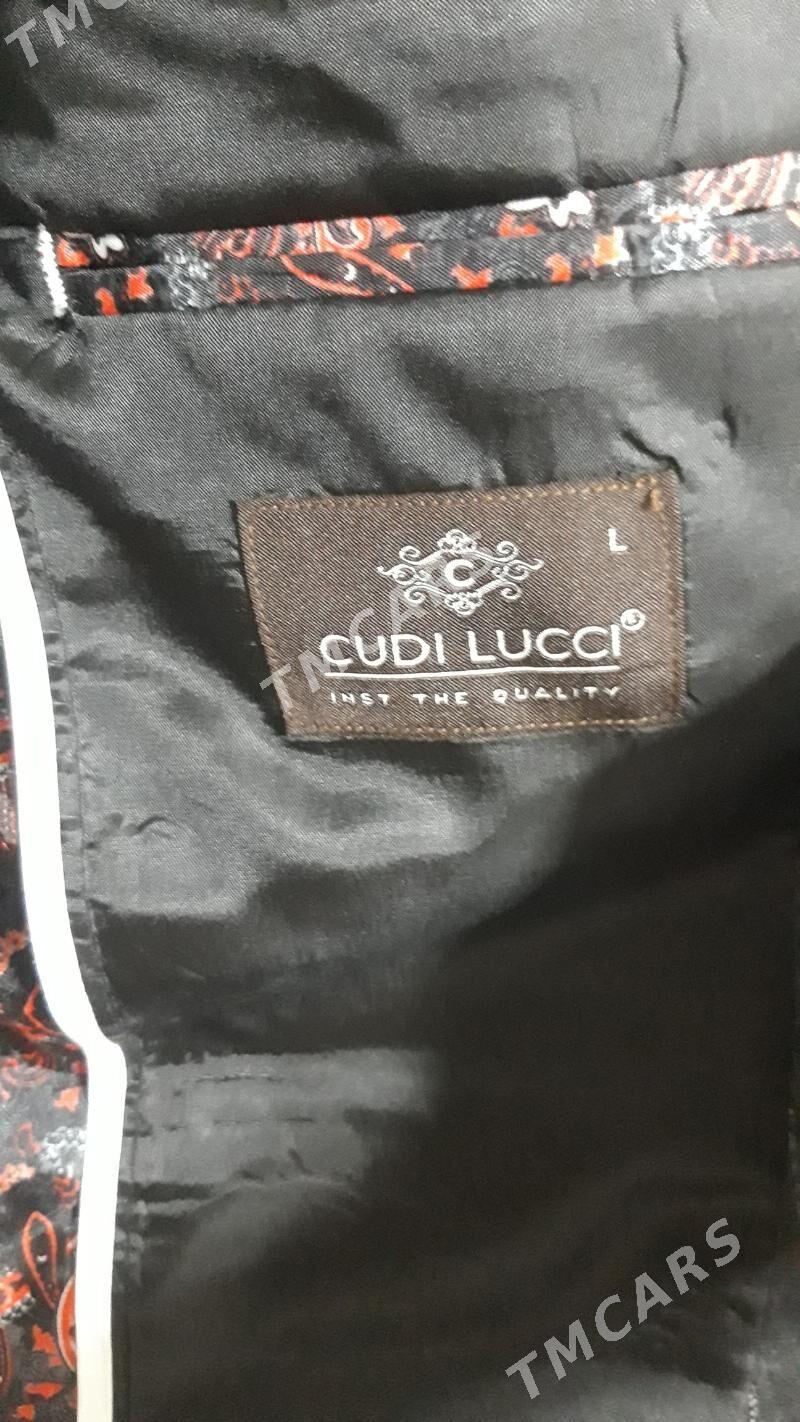 TMCARS
L
C
CUDI LUCCI®
INST THE QUALITY
TMCARS
TMCARS